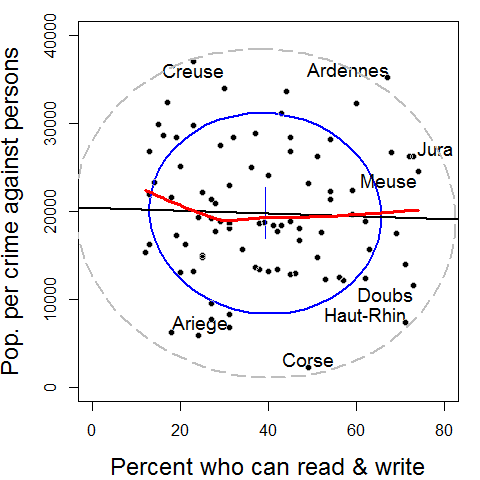 Pop. per crime against persons
40000
30000
20000
10000
0
Creuse
Ardennes
Jura
Meuse
Doubs
Haut-Rhin
Ariege
Corse
0 20 40 60 80
Percent who can read & write